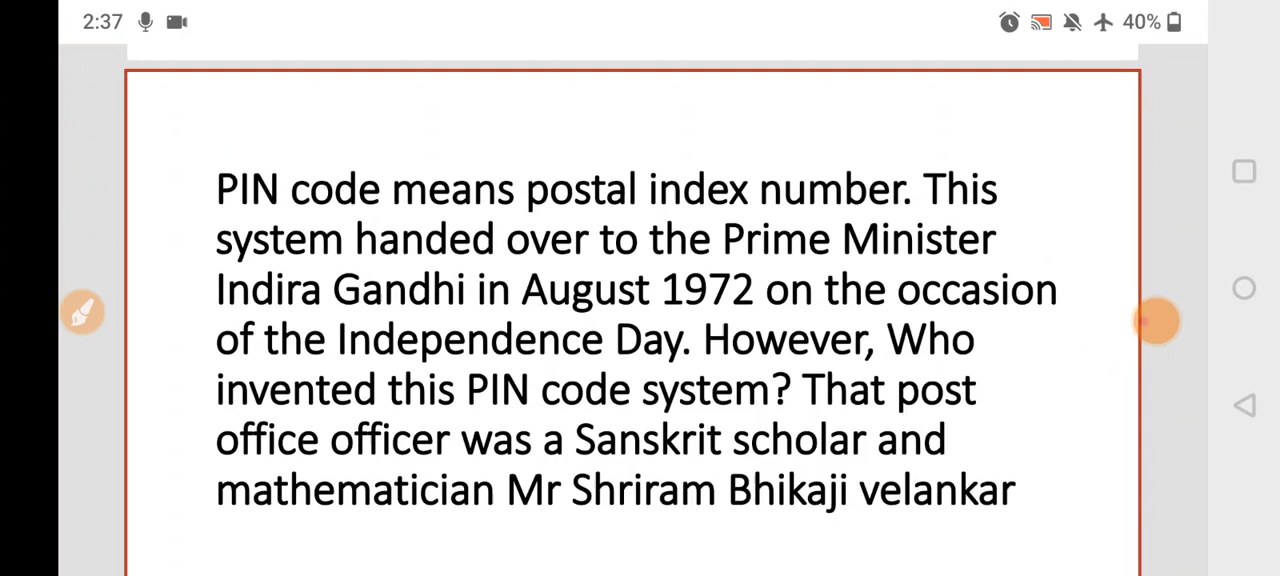 2:37
40%
PIN code means postal index number. This
system handed over to the Prime Minister
Indira Gandhi in August 1972 on the occasion
of the Independence Day. However, Who
invented this PIN code system? That post
office officer was a Sanskrit scholar and
mathematician Mr Shriram Bhikaji velankar